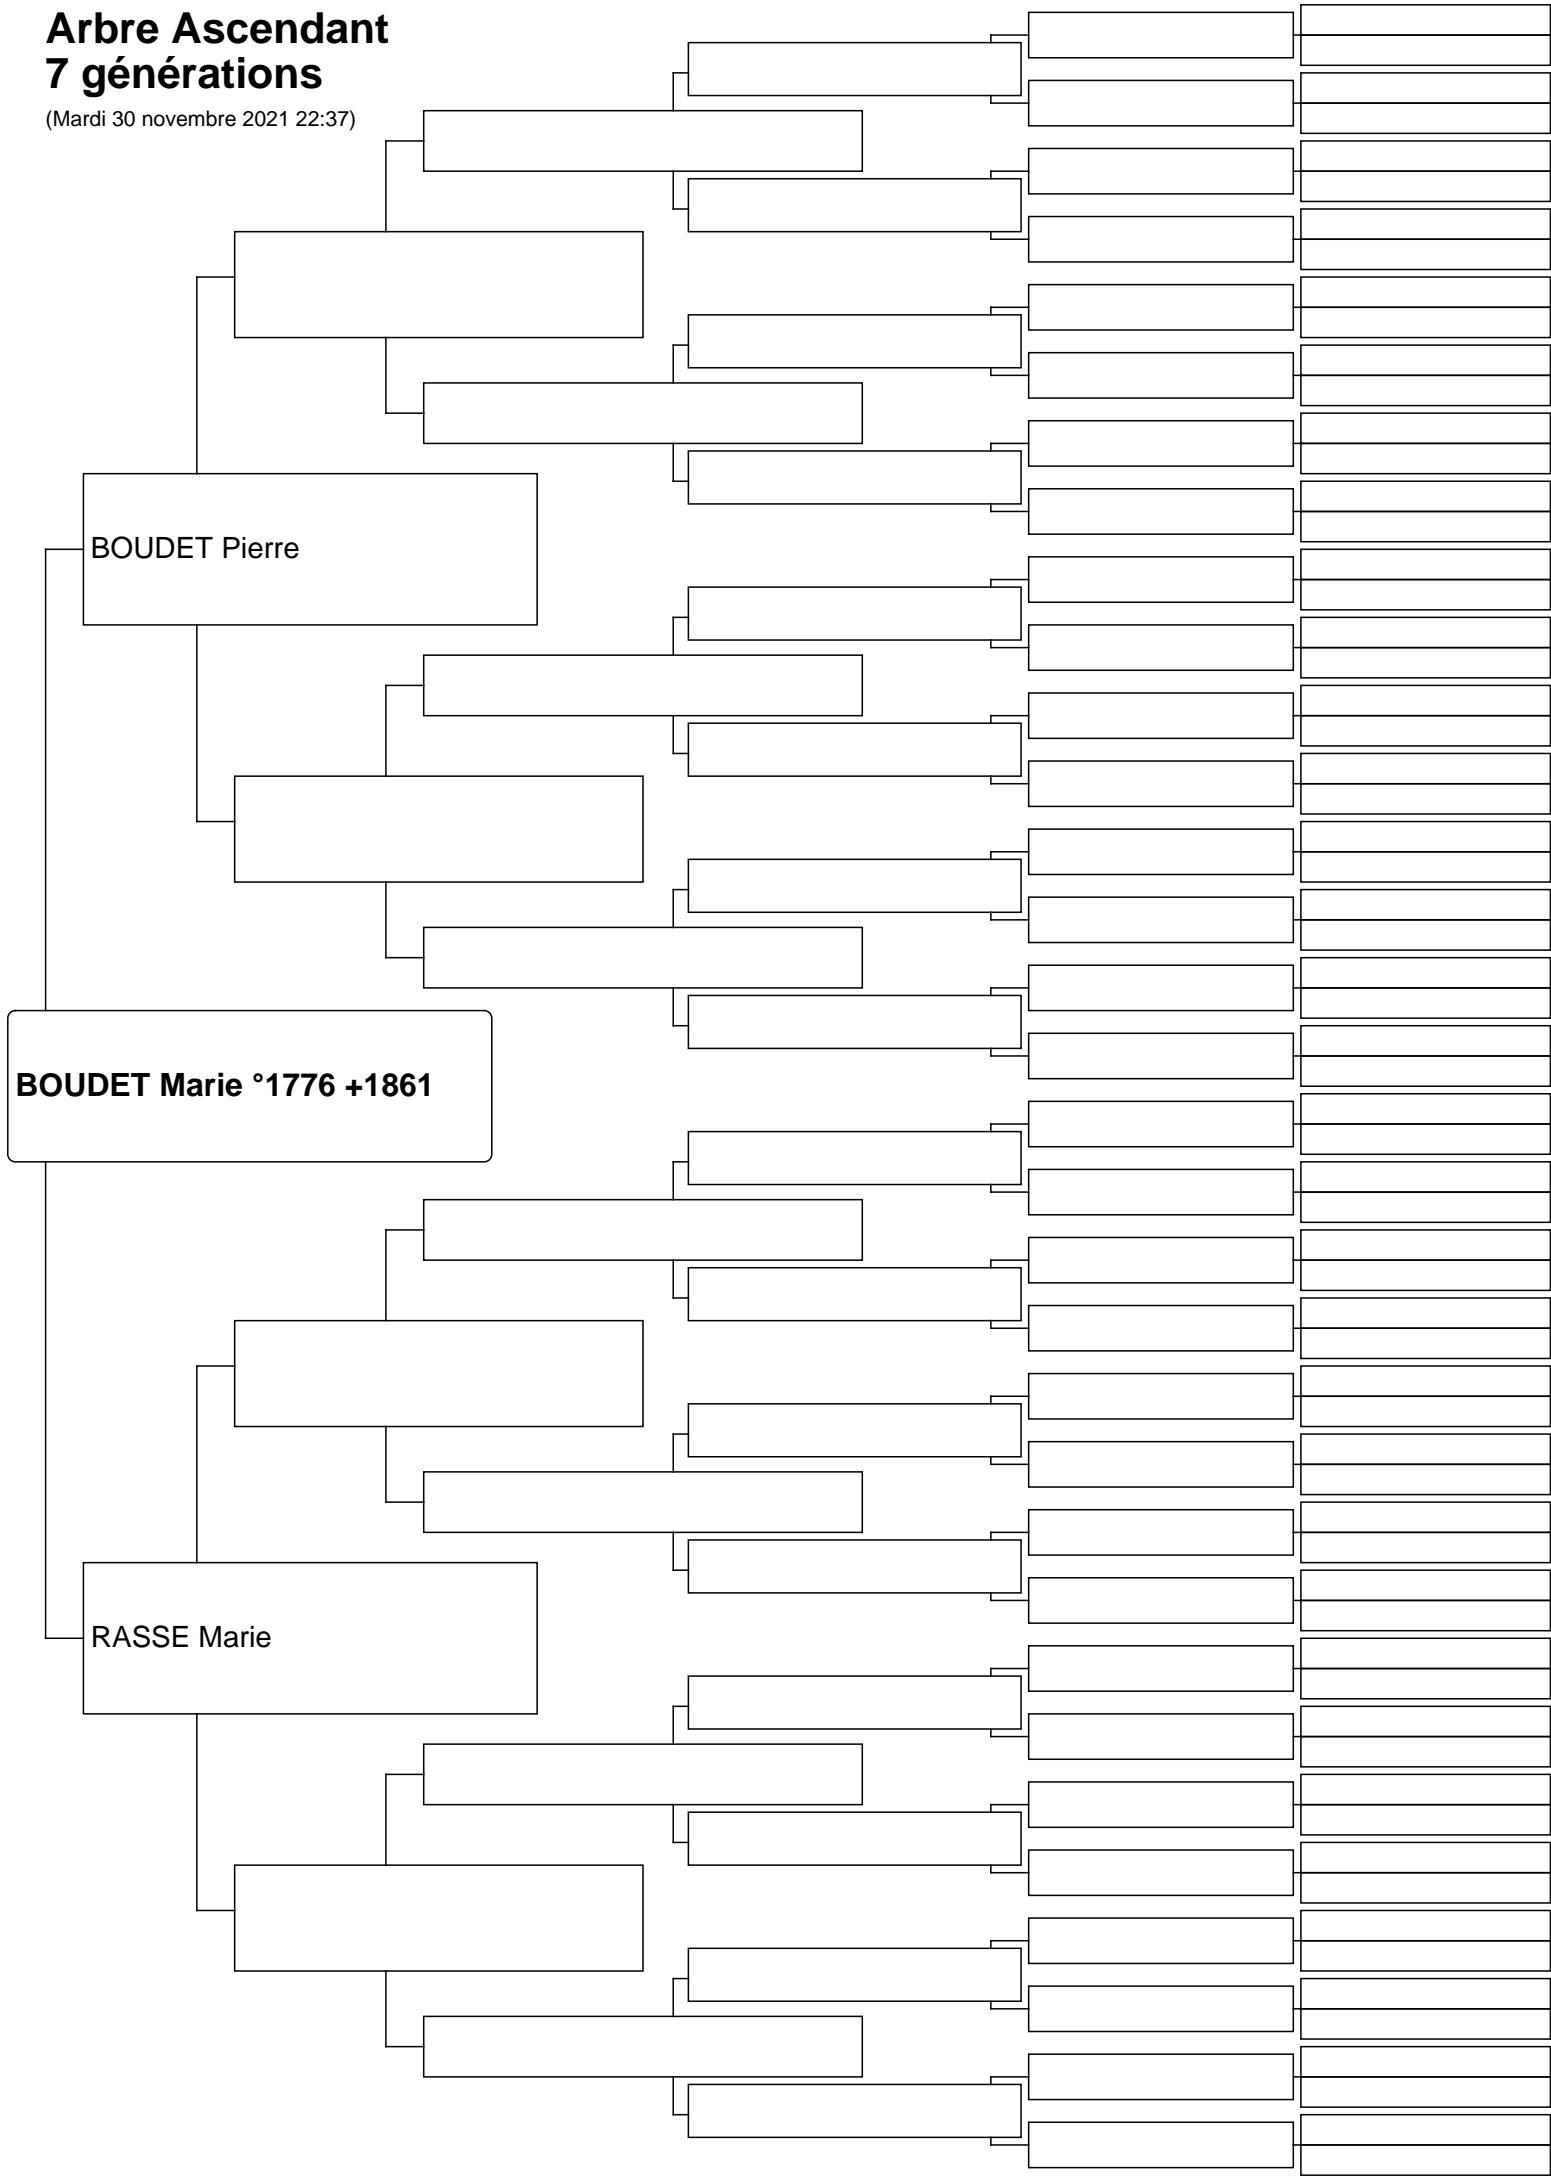 Arbre Ascendant
7 générations
(Mardi 30 novembre 2021 22:37)
BOUDET Pierre
BOUDET Marie °1776 +1861
RASSE Marie